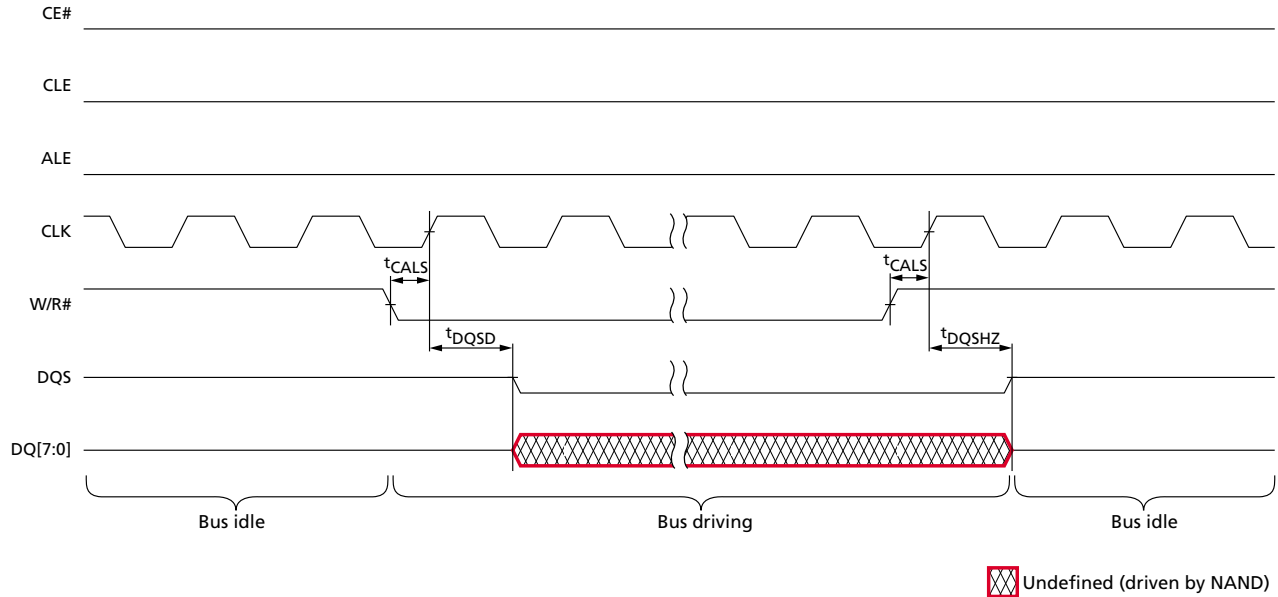 CE#
CLE
ALE
CLK
tCALS
tCALS
W/R#
tDQSD
tDQSHZ
DQS
DQ[7:0]
Bus idle
Bus driving
Bus idle
Undefined (driven by NAND)